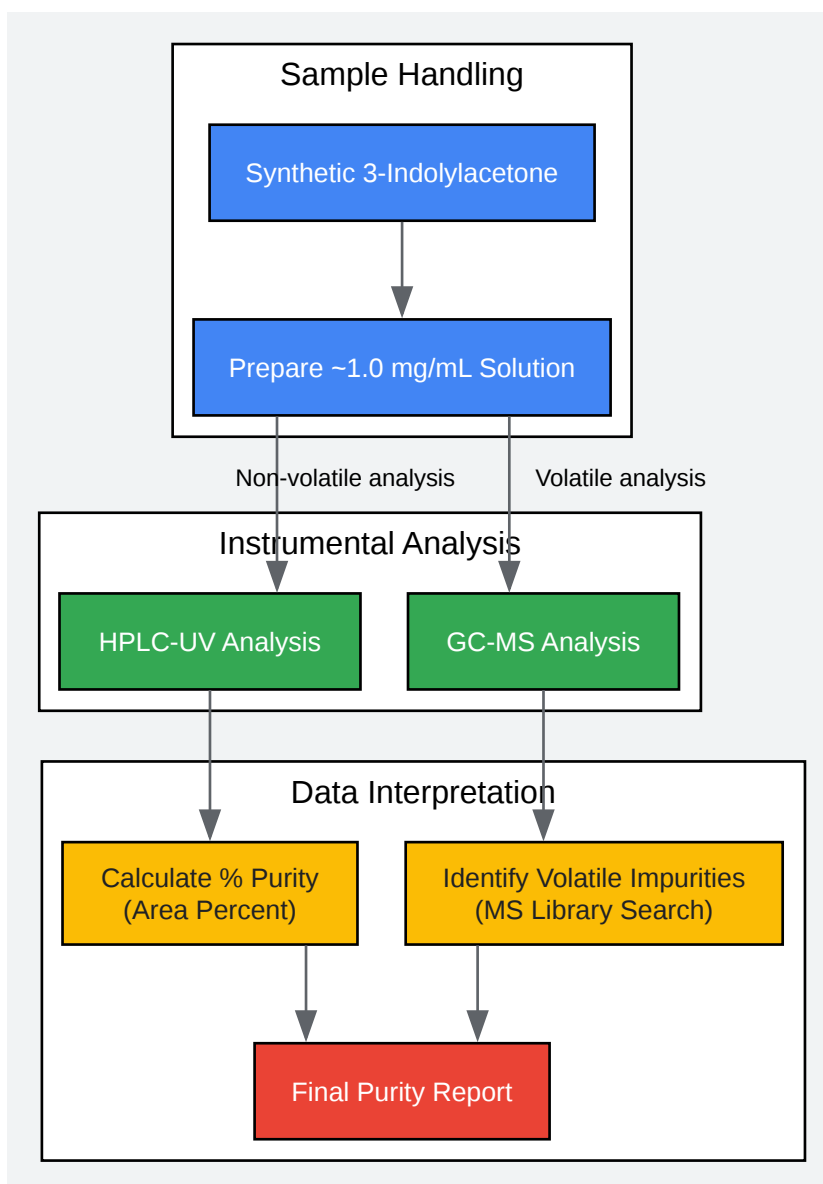 Sample Handling
Synthetic 3-Indolylacetone
Prepare ~1.0 mg/mL Solution
Non-volatile analysis
Volatile analysis
Instrumental Analysis
HPLC-UV Analysis
GC-MS Analysis
Data Interpretation
Calculate % Purity
(Area Percent)
Identify Volatile Impurities
(MS Library Search)
Final Purity Report